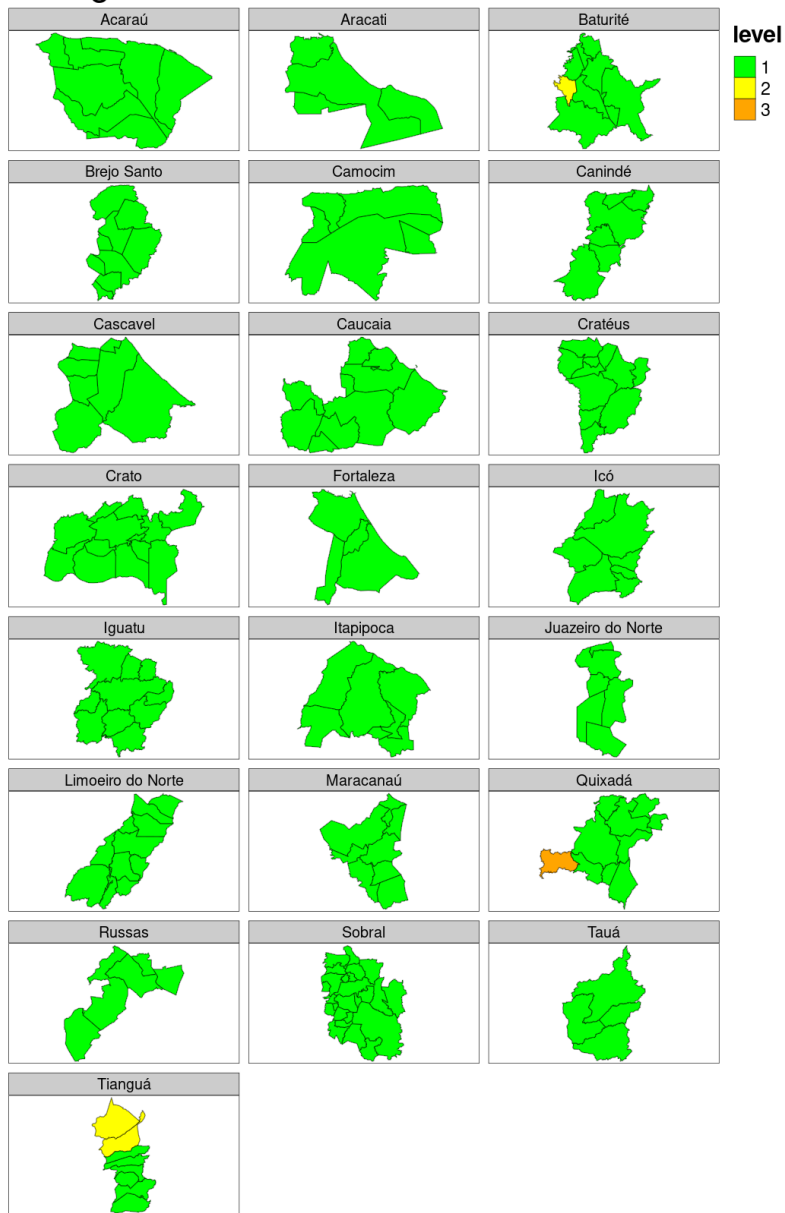 Acaraú
Aracati
Baturité
level
1
2
3
Brejo Santo
Camocim
Canindé
Cascavel
Caucaia
Cratéus
Crato
Fortaleza
Icó
Iguatu
Itapipoca
Juazeiro do Norte
Limoeiro do Norte
Maracanaú
Quixadá
Russas
Sobral
Tauá
Tianguá